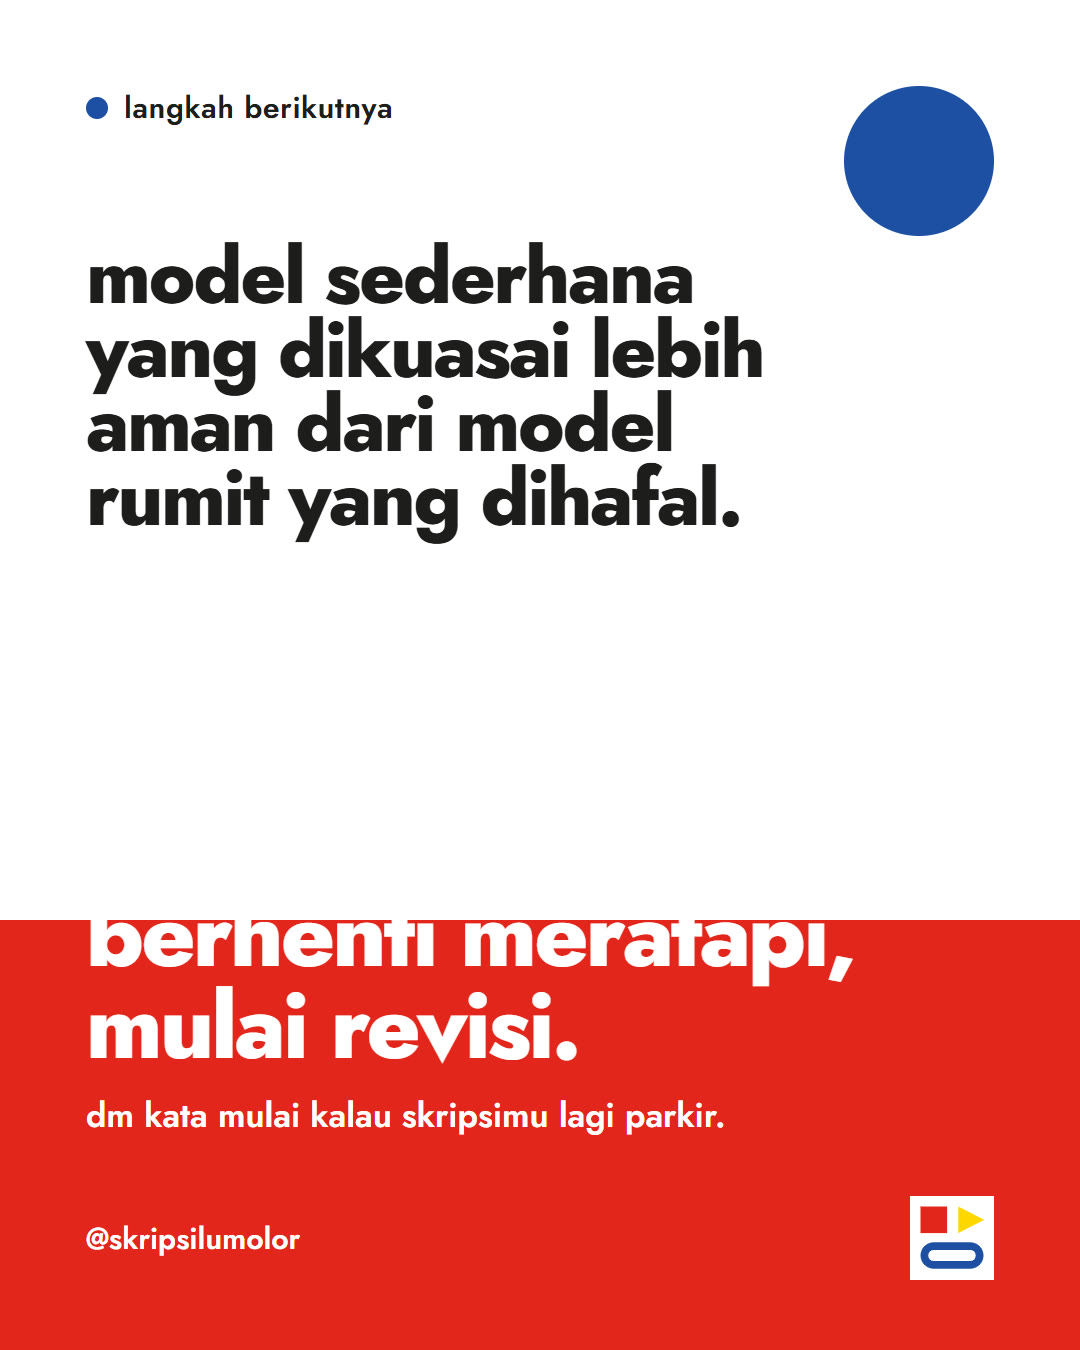 langkah berikutnya
model sederhana
yang dikuasai lebih
aman dari model
rumit yang dihafal.
berhenti meratapi,
mulai revisi.
dm kata mulai kalau skripsimu lagi parkir.
@skripsilumolor